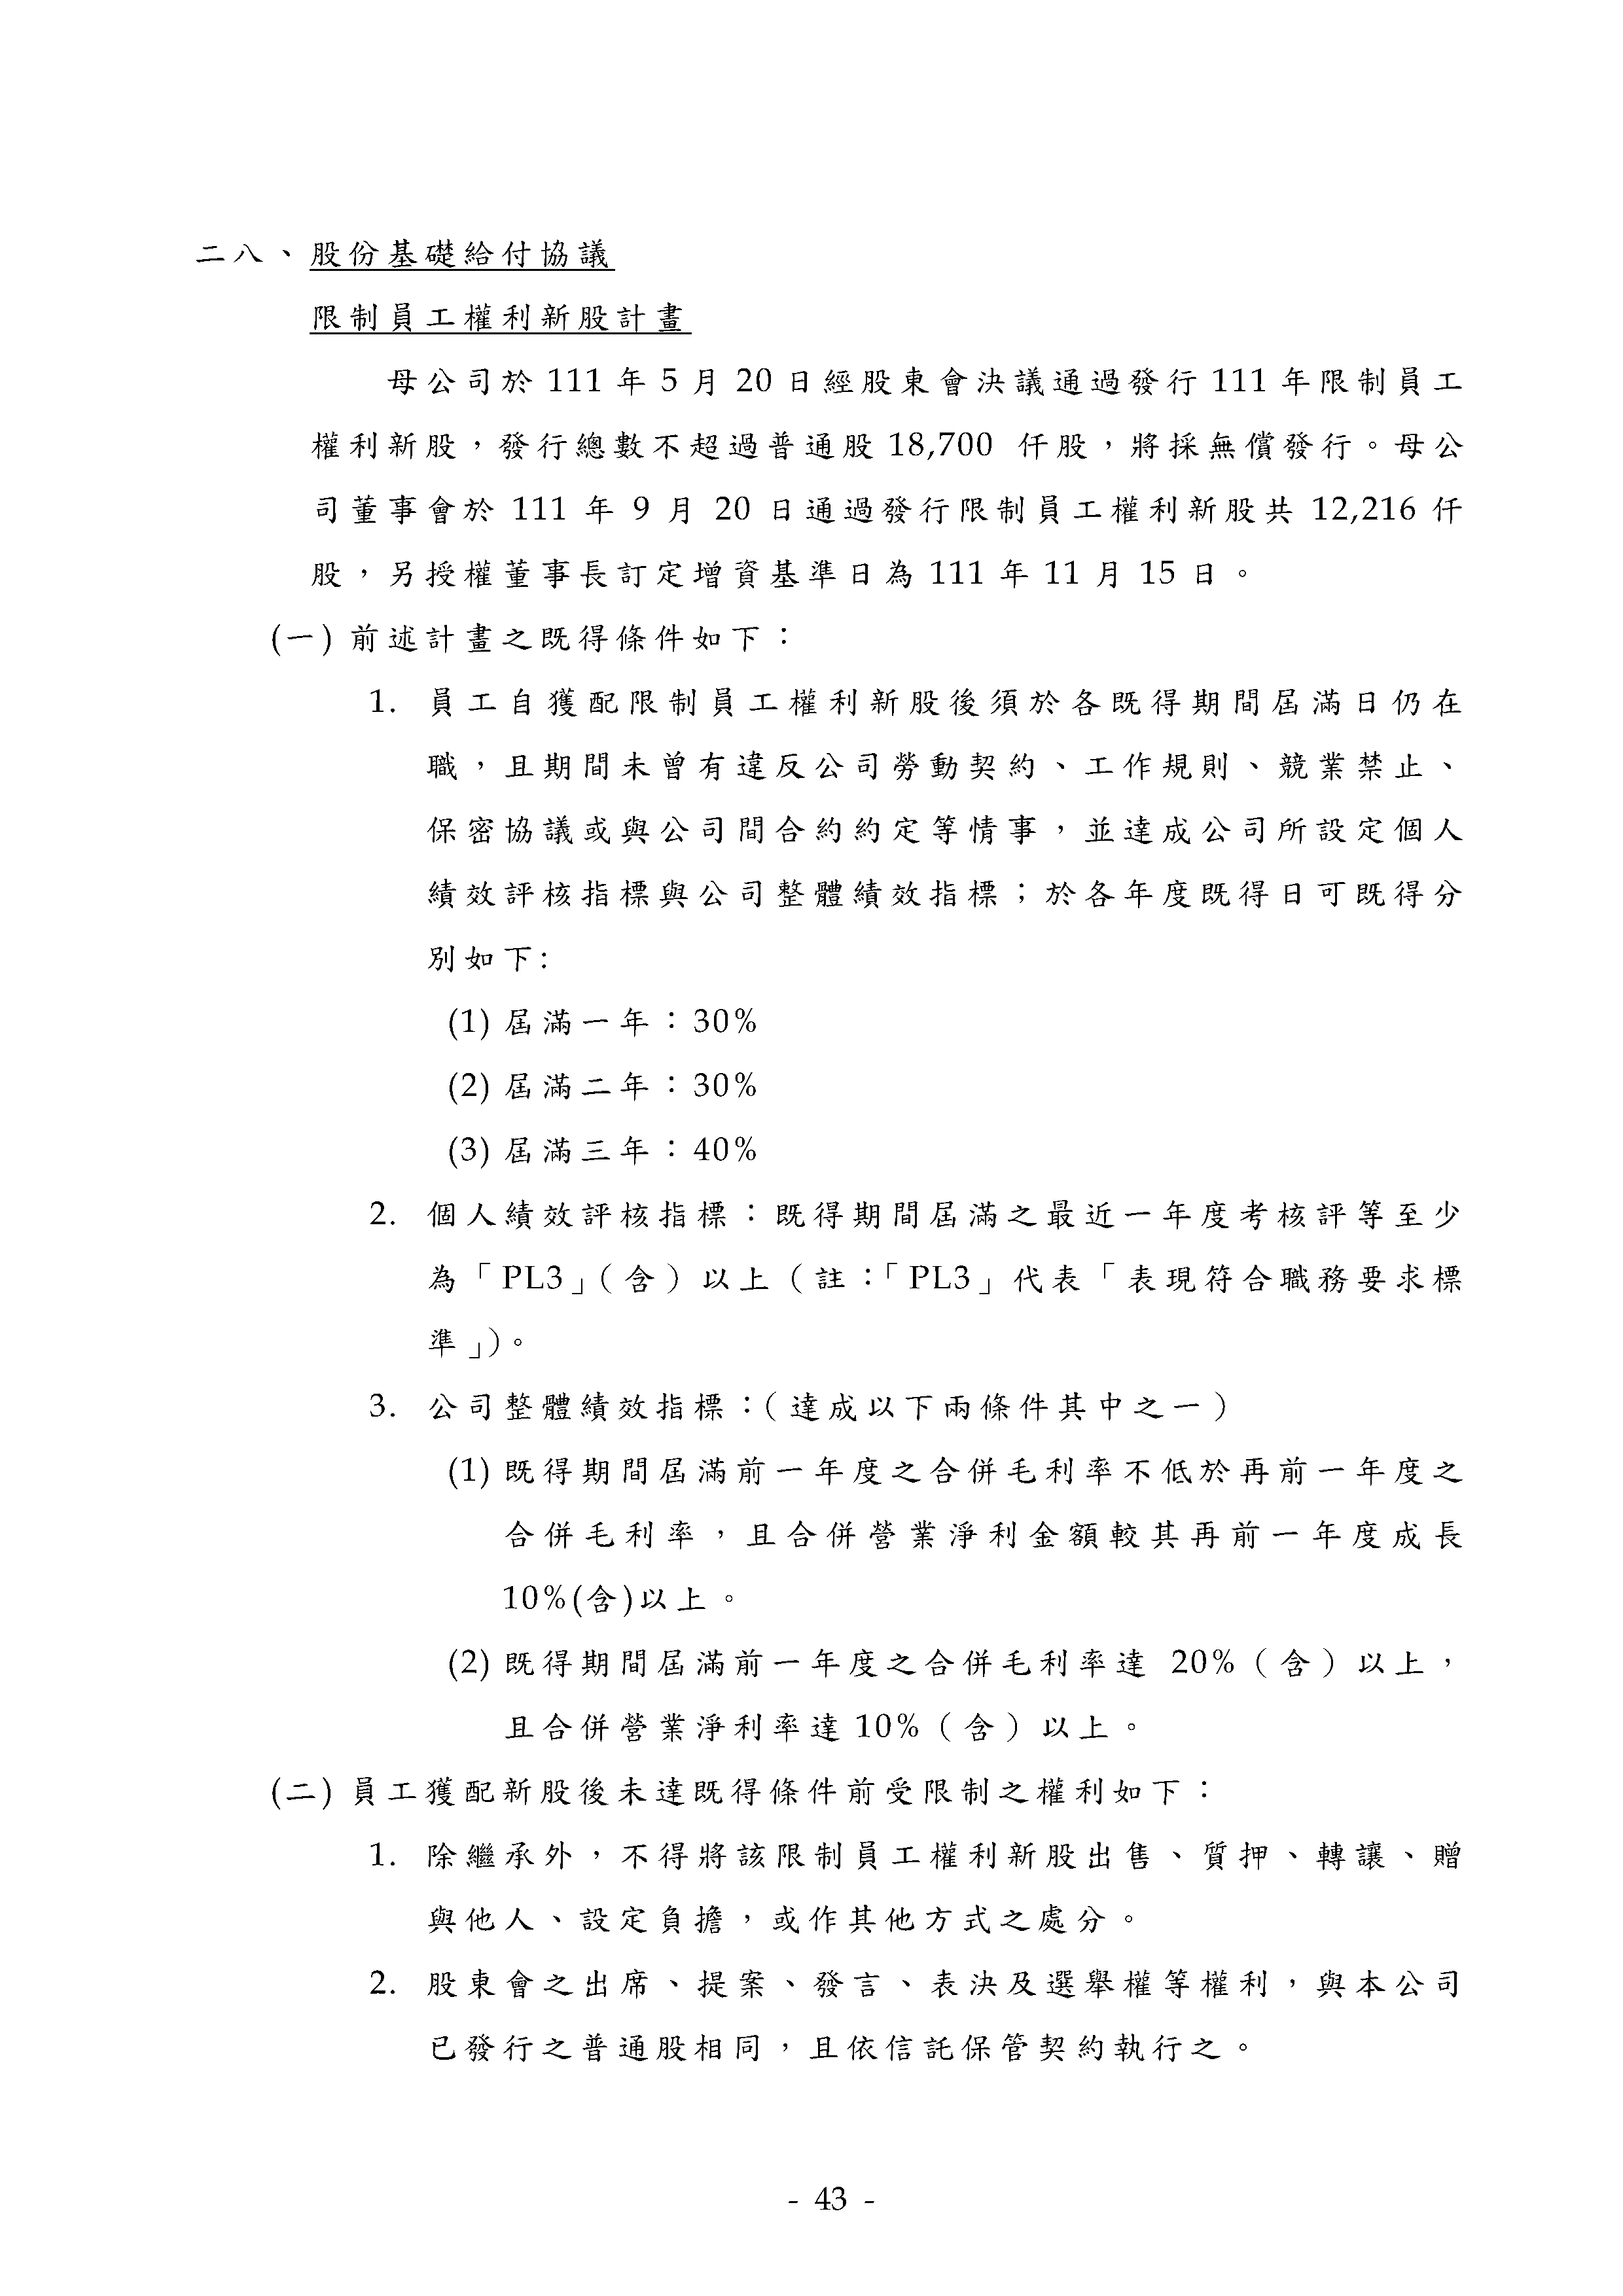 二八、股份基礎給付協議
限制員工權利新股計畫
母公司於 111 年 5 月 20 日經股東會決議通過發行 111 年限制員工
權利新股，發行總數不超過普通股 18,700 仟股，將採無償發行。母公
司董事會於 111 年 9 月 20 日通過發行限制員工權利新股共 12,216 仟
股，另授權董事長訂定增資基準日為 111 年 11 月 15 日。
(一) 前述計畫之既得條件如下：
1. 員工自獲配限制員工權利新股後須於各既得期間屆滿日仍在
職，且期間未曾有違反公司勞動契約、工作規則、競業禁止、
保密協議或與公司間合約約定等情事，並達成公司所設定個人
績效評核指標與公司整體績效指標；於各年度既得日可既得分
別如下:
(1) 屆滿一年：30%
(2) 屆滿二年：30%
(3) 屆滿三年：40%
2. 個人績效評核指標：既得期間屆滿之最近一年度考核評等至少
為「PL3」（含）以上（註：「PL3」代表「表現符合職務要求標
準」）。
3. 公司整體績效指標：（達成以下兩條件其中之一）
(1) 既得期間屆滿前一年度之合併毛利率不低於再前一年度之
合併毛利率，且合併營業淨利金額較其再前一年度成長
10%(含)以上。
(2) 既得期間屆滿前一年度之合併毛利率達 20%（含）以上，
且合併營業淨利率達 10%（含）以上。
(二) 員工獲配新股後未達既得條件前受限制之權利如下：
1. 除繼承外，不得將該限制員工權利新股出售、質押、轉讓、贈
與他人、設定負擔，或作其他方式之處分。
2. 股東會之出席、提案、發言、表決及選舉權等權利，與本公司
已發行之普通股相同，且依信託保管契約執行之。
- 43 -